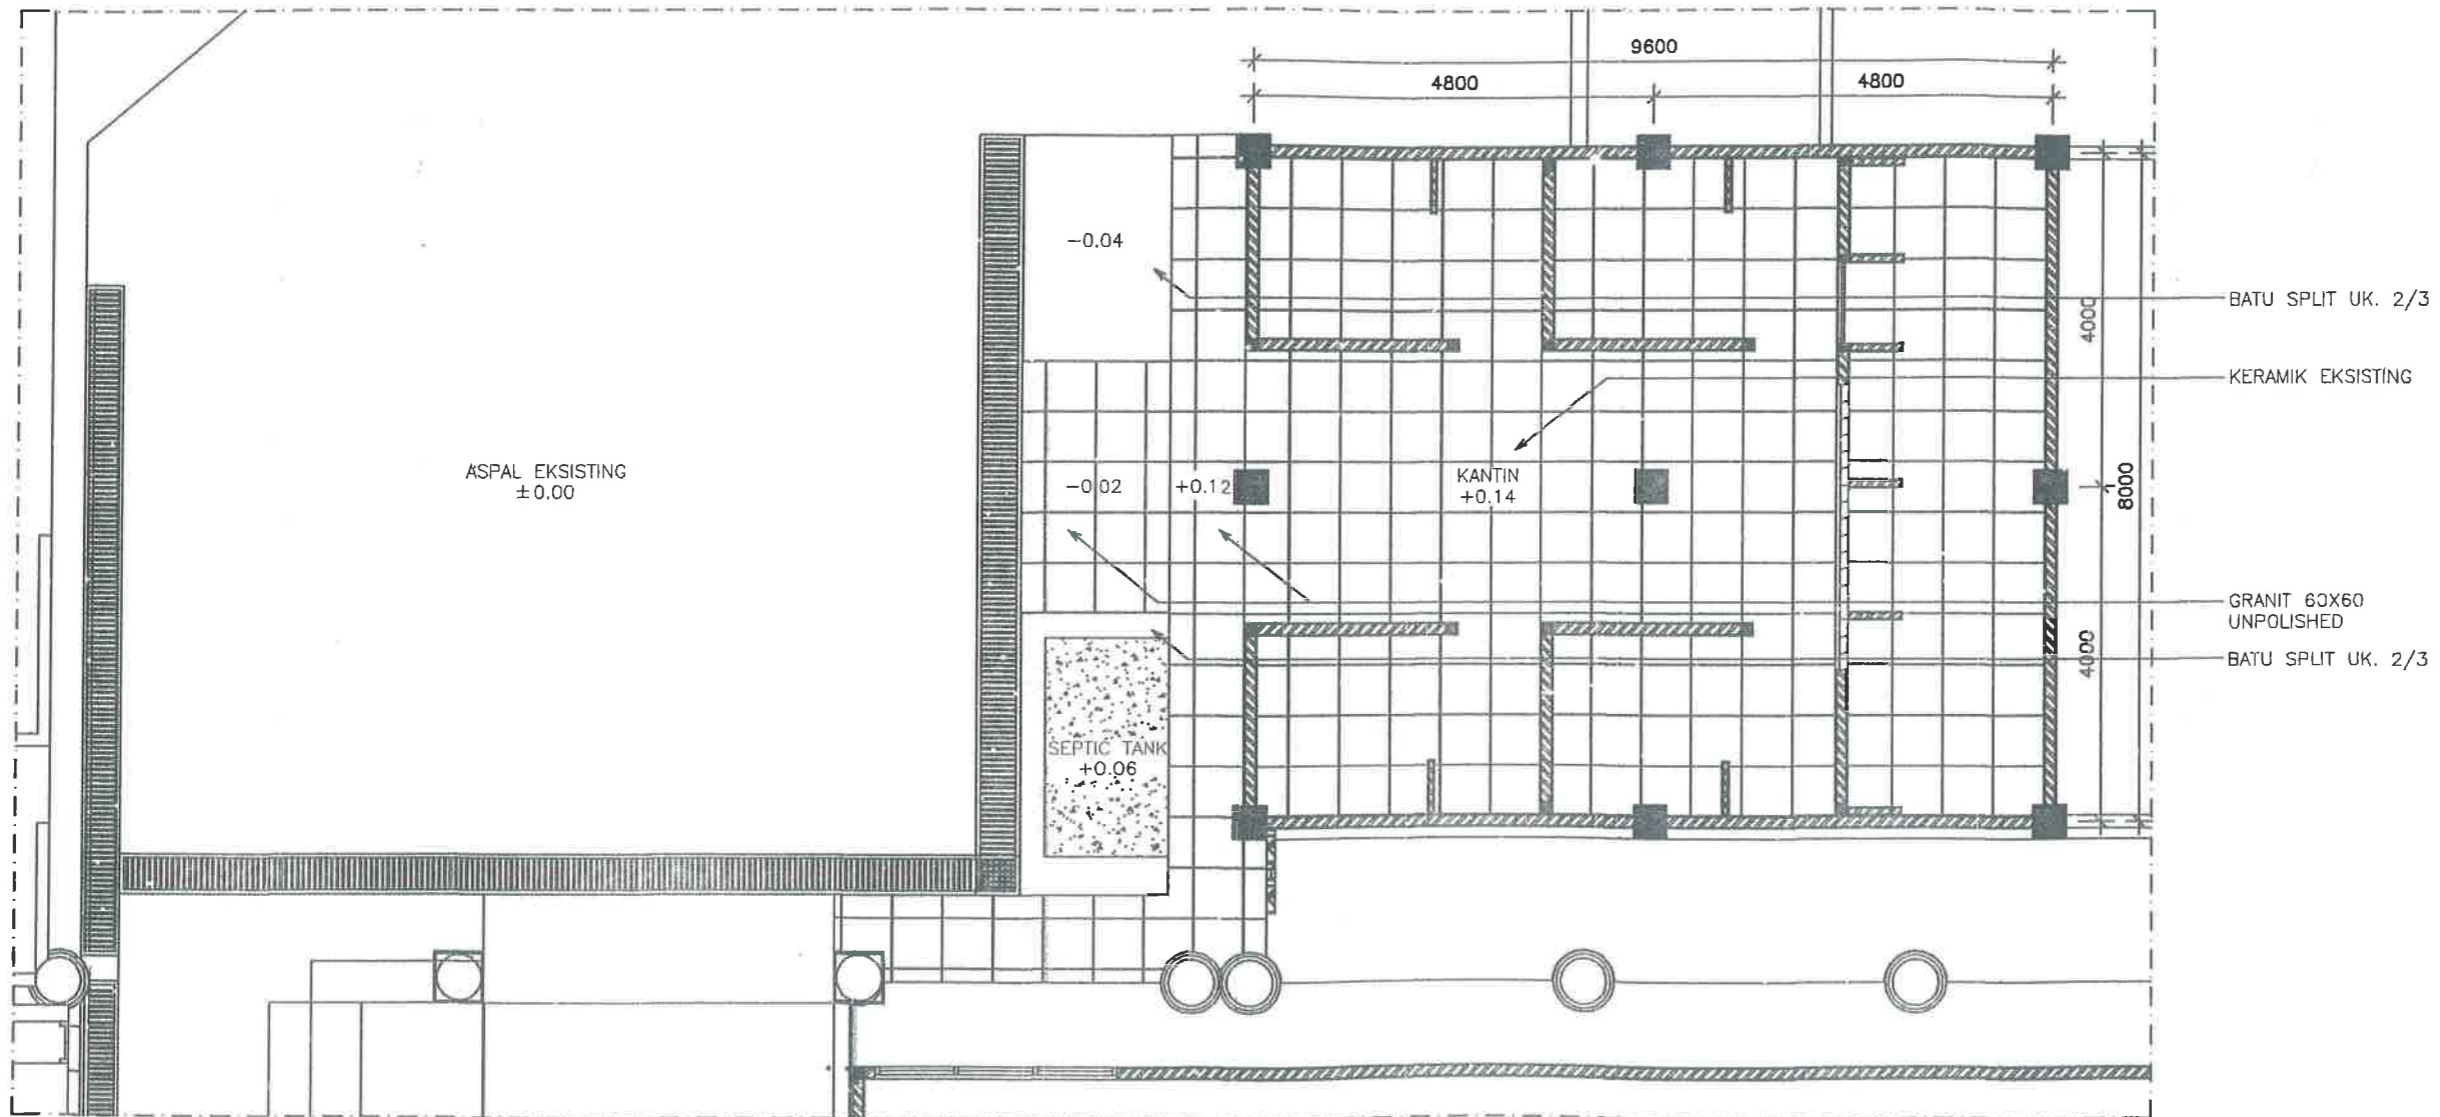 9600
4800
4800
-0.04
BATU SPLIT UK. 2/3
4000
KERAMIK EKSISTING
ASPAL EKSISTING
±0.00
-0.02
+0.12
KANTIN
+0.14
8000
GRANIT 60X60
UNPOLISHED
4000
BATU SPLIT UK. 2/3
SEPTIC TANK
+0.06